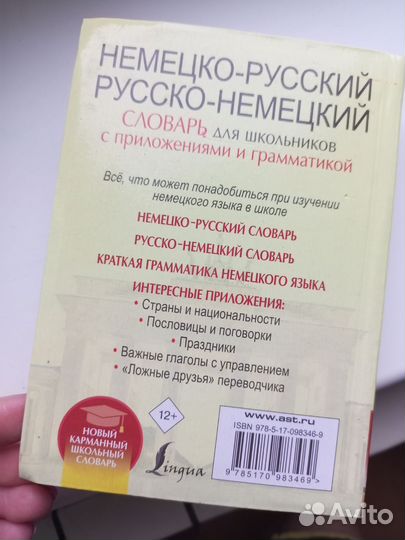 НЕМЕЦКО-РУССКИЙ
РУССКО-НЕМЕЦКИЙ
СЛОВАРЬ для школьников
с приложениями и грамматикой
Всё, что может понадобиться при изучении
немецкого языка в школе
НЕМЕЦКО-РУССКИЙ СЛОВАРЬ
РУССКО-НЕМЕЦКИЙ СЛОВАРЬ
КРАТКАЯ ГРАММАТИКА НЕМЕЦКОГО ЯЗЫКА
ИНТЕРЕСНЫЕ ПРИЛОЖЕНИЯ:
• Страны и национальности
• Пословицы и поговорки
• Праздники
• Важные глаголы с управлением
• «Ложные друзья» переводчика
НОВЫЙ
КАРМАННЫЙ
ШКОЛЬНЫЙ
СЛОВАРЬ
12+
Lingua
www.ast.ru
ISBN 978-5-17-098346-9
9 785170 983469 >
Avito